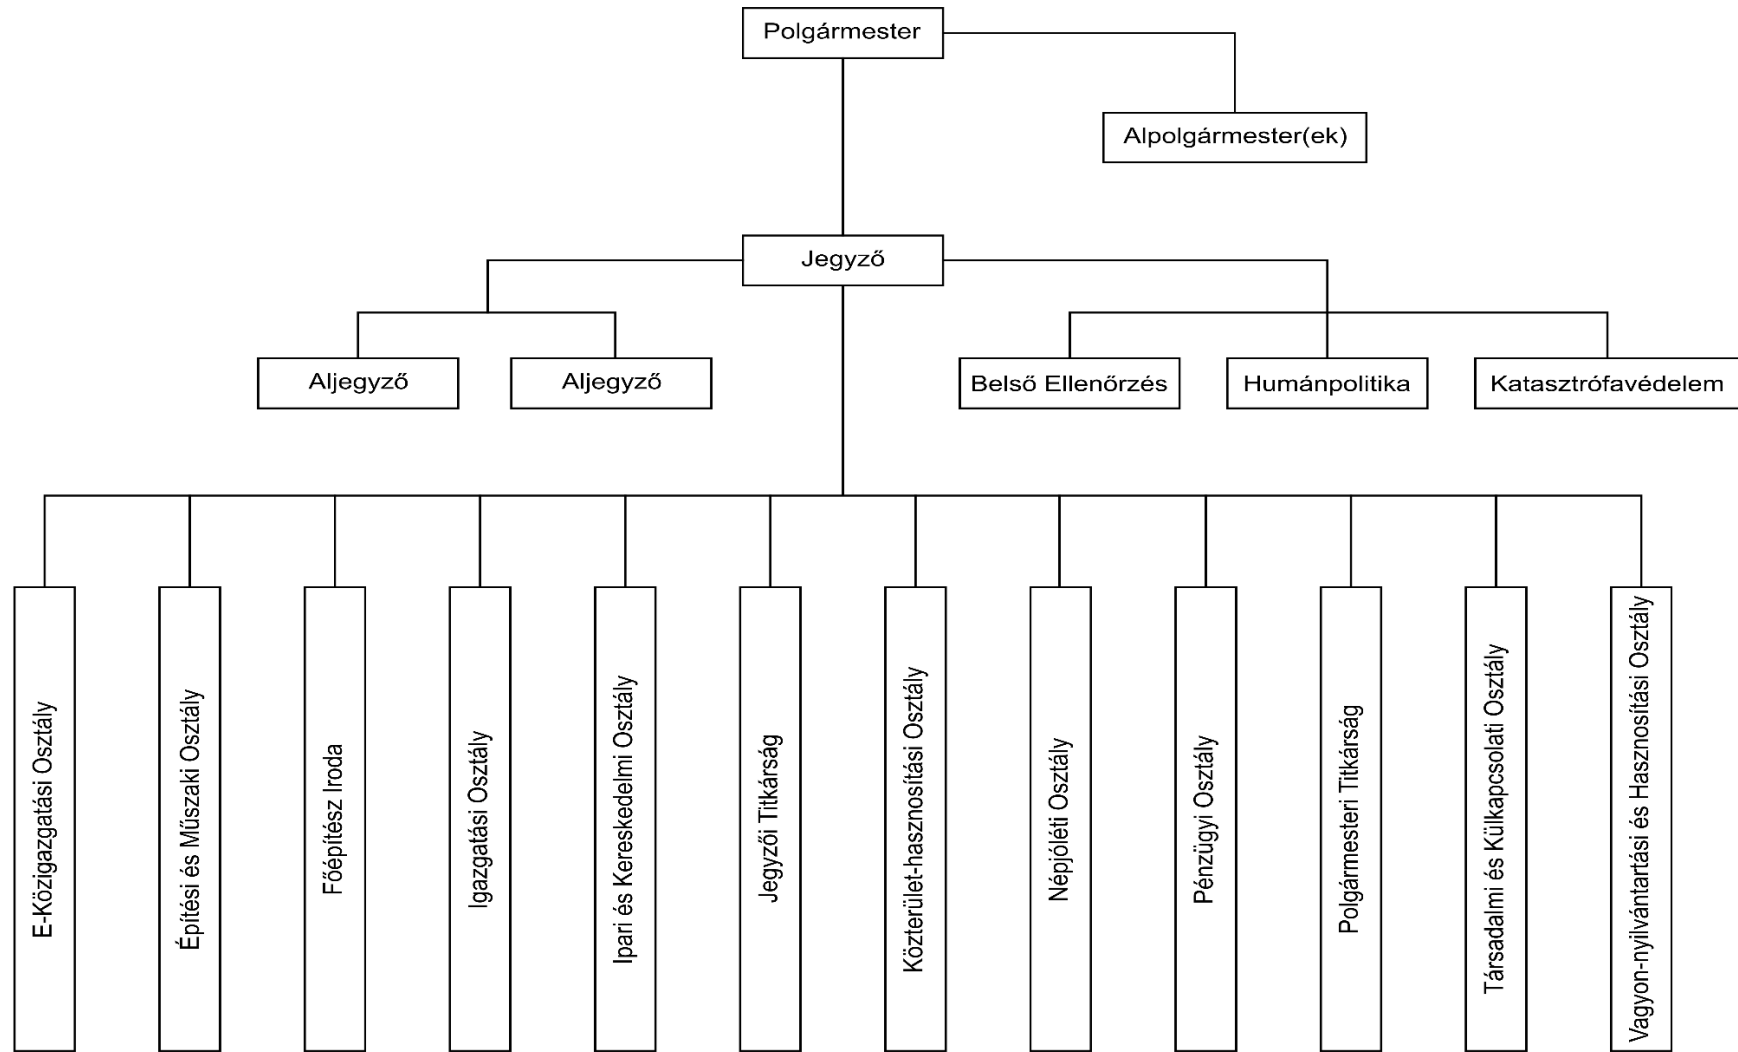 Polgármester
Alpolgármester(ek)
Jegyző
Aljegyző
Aljegyző
Belső Ellenőrzés
Humánpolitika
Katasztrófavédelem
E-Közigazgatási Osztály
Építési és Műszaki Osztály
Főépítész Iroda
Igazgatási Osztály
Ipari és Kereskedelmi Osztály
Jegyzői Titkárság
Közterület-hasznosítási Osztály
Népjóléti Osztály
Pénzügyi Osztály
Polgármesteri Titkárság
Társadalmi és Külkapcsolati Osztály
Vagyon-nyilvántartási és Hasznosítási Osztály